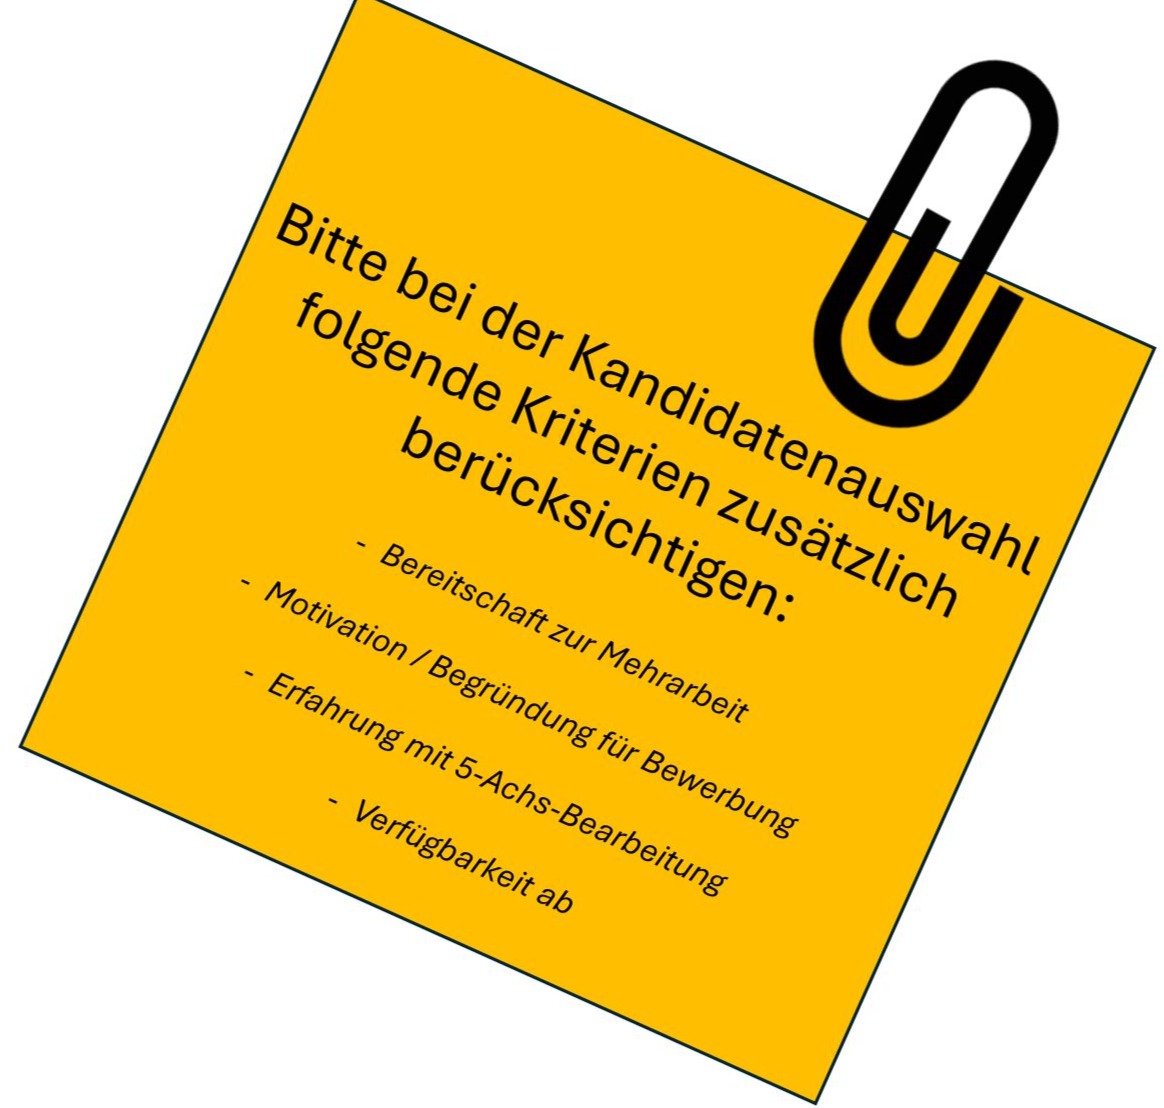 Bitte bei der Kandidatenauswahl
folgende Kriterien zusätzlich
berücksichtigen:
- Bereitschaft zur Mehrarbeit
- Motivation / Begründung für Bewerbung
- Erfahrung mit 5-Achs-Bearbeitung
- Verfügbarkeit ab